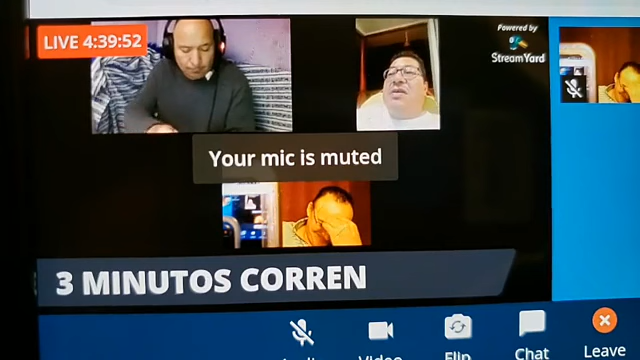 LIVE 4:39:52
Powered by
StreamYard
Your mic is muted
3 MINUTOS CORREN
Video
Flip
Chat
Leave